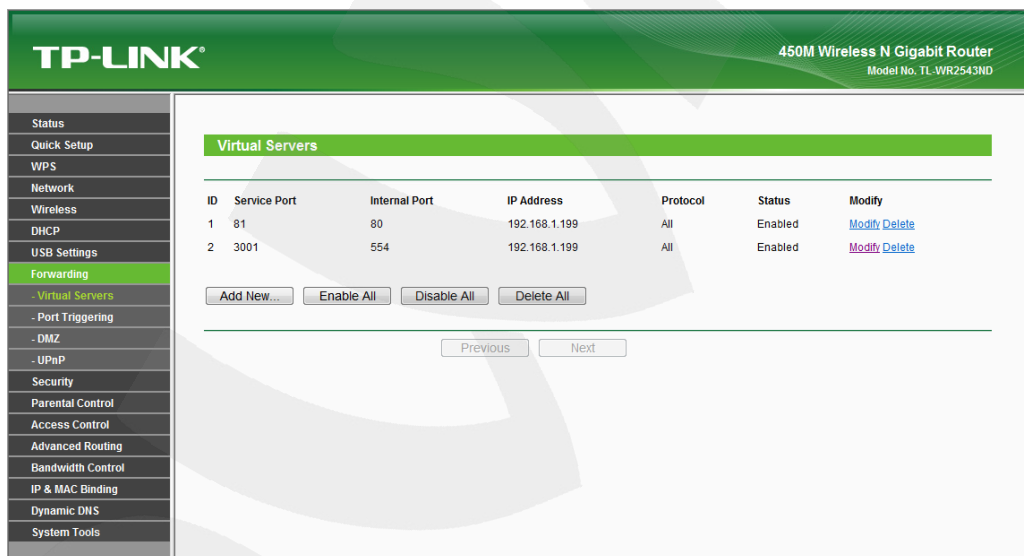 TP-LINK®
450M Wireless N Gigabit Router
Model No. TL-WR2543ND
Status
Quick Setup
WPS
Network
Wireless
DHCP
USB Settings
Forwarding
- Virtual Servers
- Port Triggering
- DMZ
- UPnP
Security
Parental Control
Access Control
Advanced Routing
Bandwidth Control
IP & MAC Binding
Dynamic DNS
System Tools
Virtual Servers
ID Service Port Internal Port IP Address Protocol Status Modify
1 81 80 192.168.1.199 All Enabled Modify Delete
2 3001 554 192.168.1.199 All Enabled Modify Delete
Add New... Enable All Disable All Delete All
Previous Next